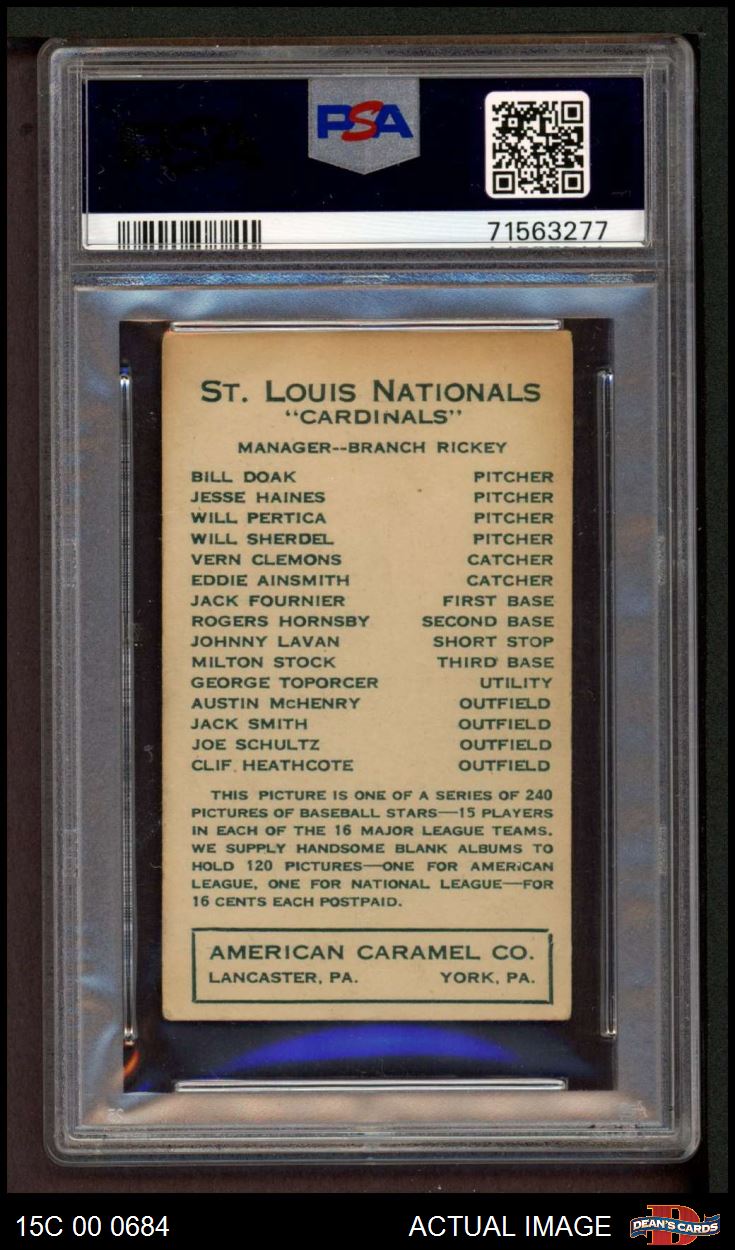 PSA
71563277
ST. LOUIS NATIONALS
"CARDINALS"
MANAGER--BRANCH RICKEY
BILL DOAK PITCHER
JESSE HAINES PITCHER
WILL PERTICA PITCHER
WILL SHERDEL PITCHER
VERN CLEMONS CATCHER
EDDIE AINSMITH CATCHER
JACK FOURNIER FIRST BASE
ROGERS HORNSBY SECOND BASE
JOHNNY LAVAN SHORT STOP
MILTON STOCK THIRD BASE
GEORGE TOPORCER UTILITY
AUSTIN McHENRY OUTFIELD
JACK SMITH OUTFIELD
JOE SCHULTZ OUTFIELD
CLIF. HEATHCOTE OUTFIELD
THIS PICTURE IS ONE OF A SERIES OF 240
PICTURES OF BASEBALL STARS—15 PLAYERS
IN EACH OF THE 16 MAJOR LEAGUE TEAMS.
WE SUPPLY HANDSOME BLANK ALBUMS TO
HOLD 120 PICTURES—ONE FOR AMERICAN
LEAGUE, ONE FOR NATIONAL LEAGUE—FOR
16 CENTS EACH POSTPAID.
AMERICAN CARAMEL CO.
LANCASTER, PA. YORK, PA.
15C 00 0684 ACTUAL IMAGE DEAN'S CARDS